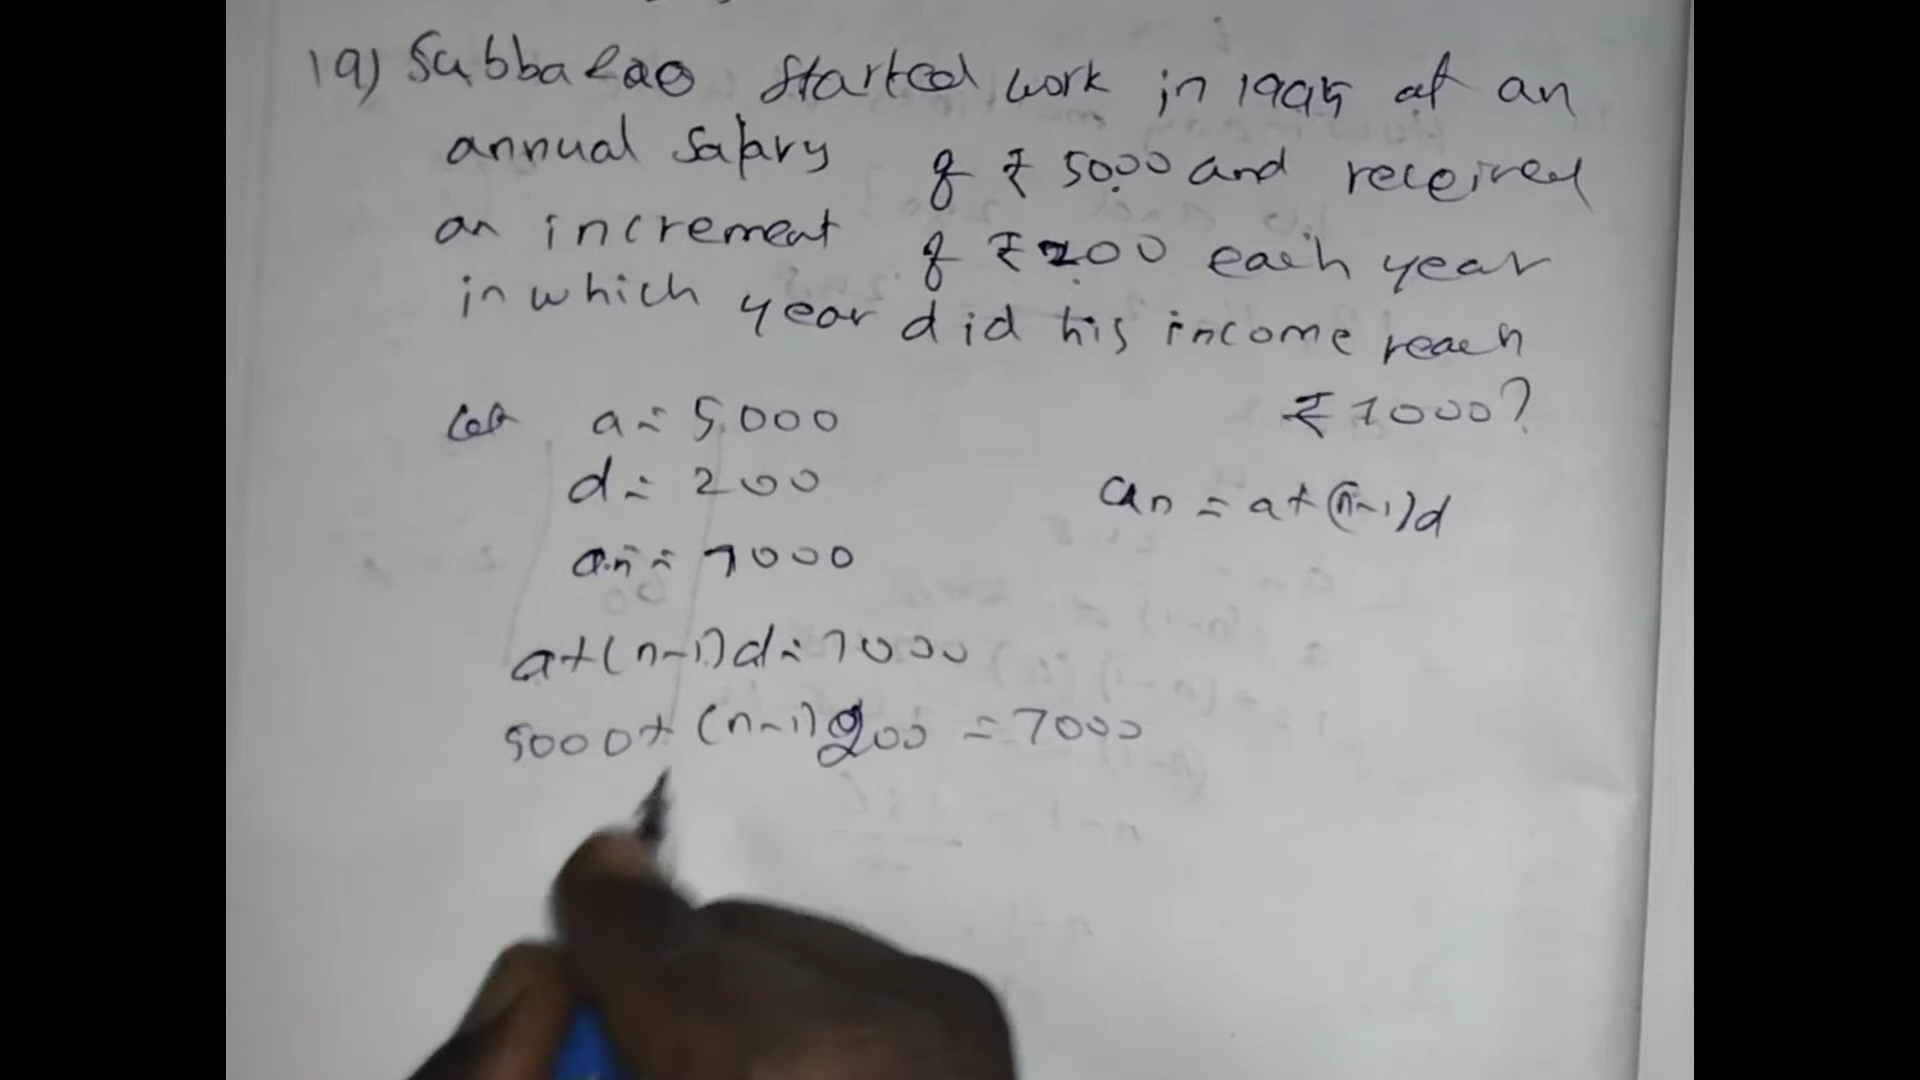 19) Subbarao started work in 1995 at an
annual salary of ₹ 5000 and received
an increment of ₹ 200 each year
in which year did his income reach
₹ 7000?
Let a = 5000
d = 200
an = 7000
an = a+(n-1)d
a+(n-1)d = 7000
5000+(n-1)200 = 7000